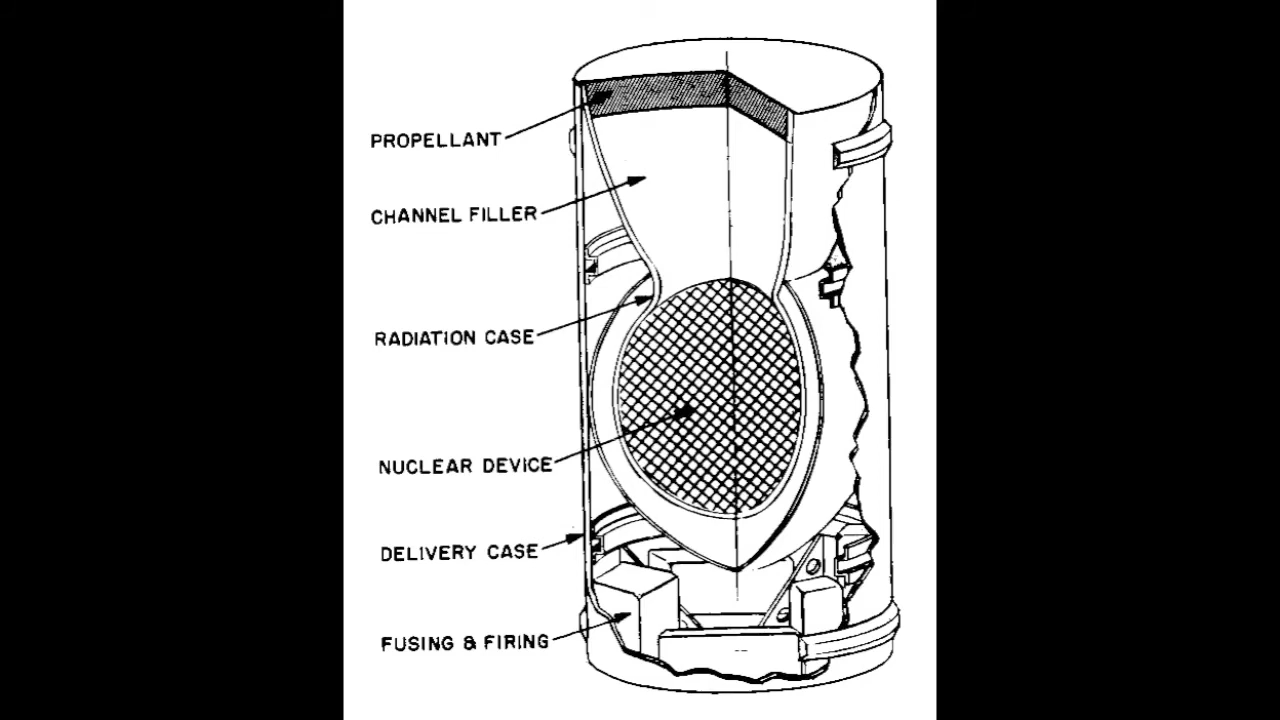 PROPELLANT
CHANNEL FILLER
RADIATION CASE
NUCLEAR DEVICE
DELIVERY CASE
FUSING & FIRING